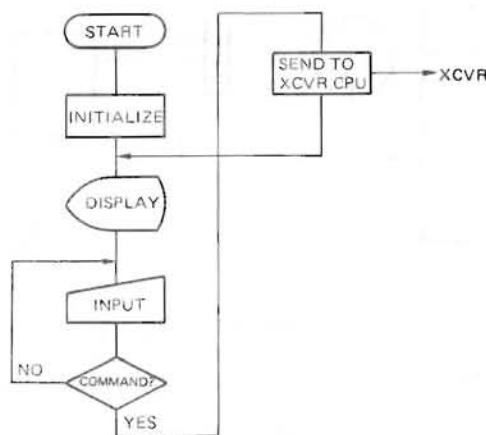 START
INITIALIZE
DISPLAY
INPUT
COMMAND?
NO
YES
SEND TO
XCVR CPU
XCVR